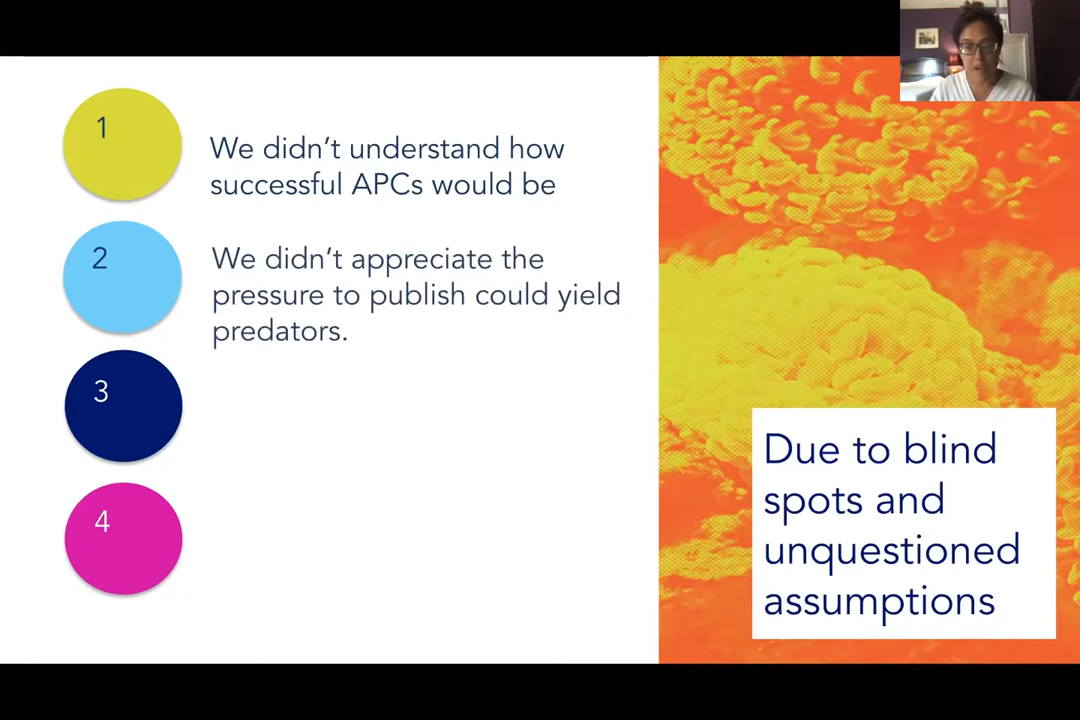 1
We didn’t understand how
successful APCs would be
2
We didn’t appreciate the
pressure to publish could yield
predators.
3
4
Due to blind
spots and
unquestioned
assumptions